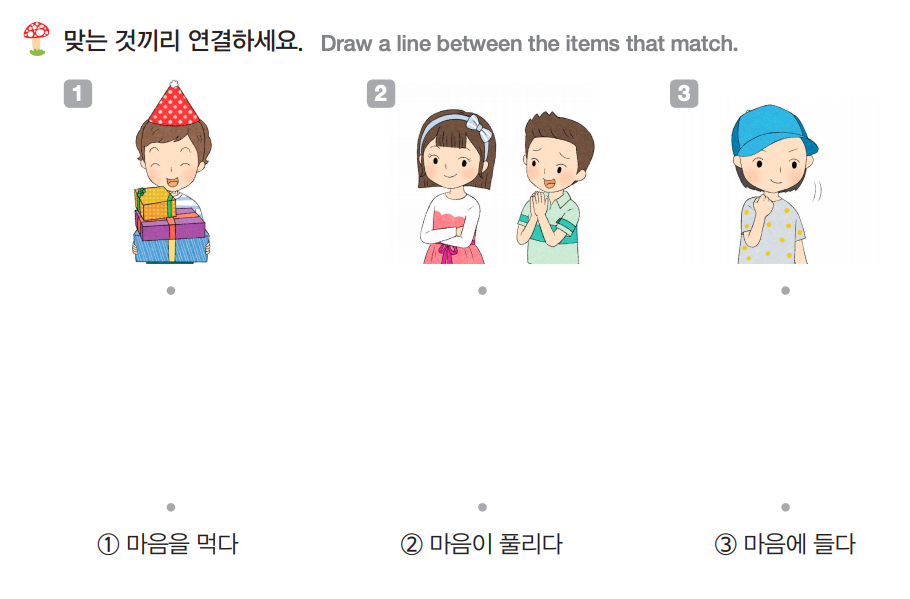 맞는 것끼리 연결하세요. Draw a line between the items that match.
1 2 3
① 마음을 먹다 ② 마음이 풀리다 ③ 마음에 들다